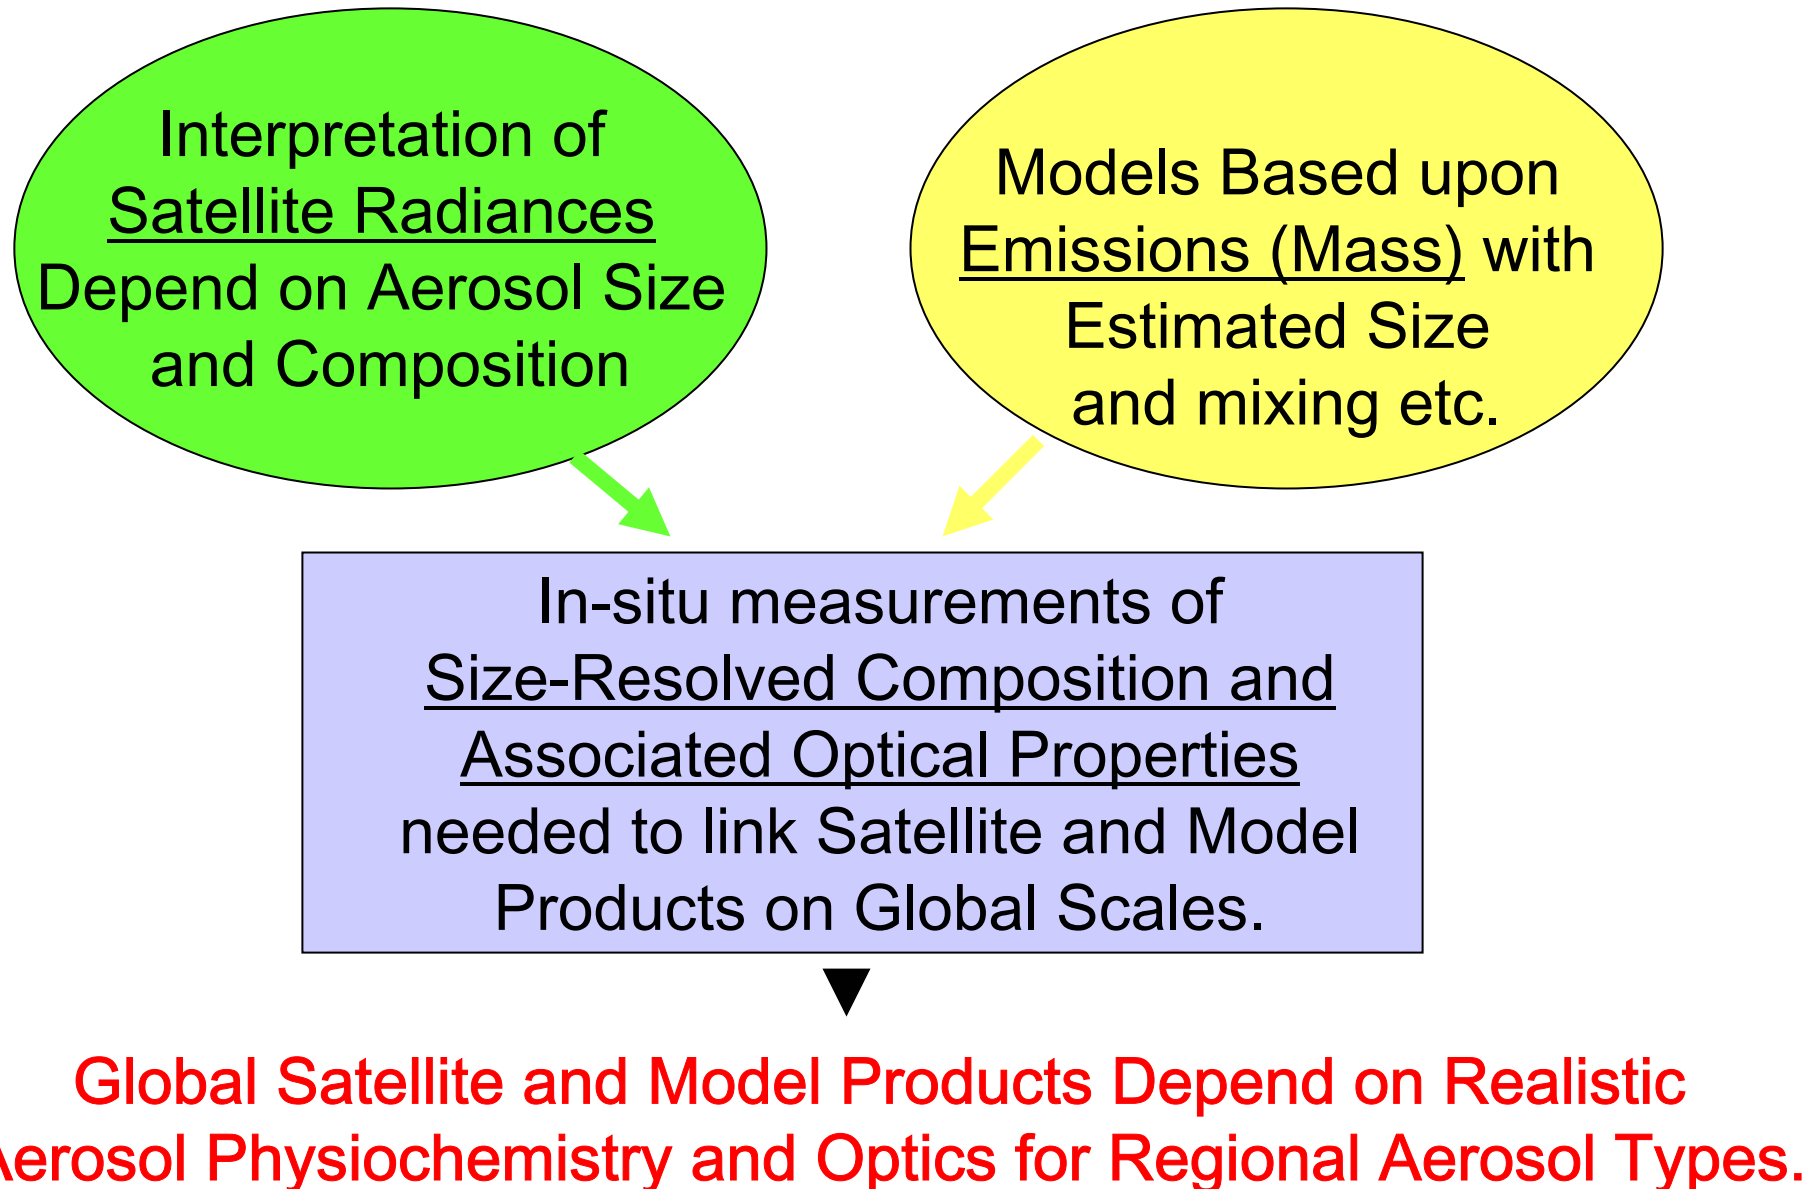 Interpretation of
Satellite Radiances
Depend on Aerosol Size
and Composition
Models Based upon
Emissions (Mass) with
Estimated Size
and mixing etc.
In-situ measurements of
Size-Resolved Composition and
Associated Optical Properties
needed to link Satellite and Model
Products on Global Scales.
Global Satellite and Model Products Depend on Realistic
Aerosol Physiochemistry and Optics for Regional Aerosol Types.